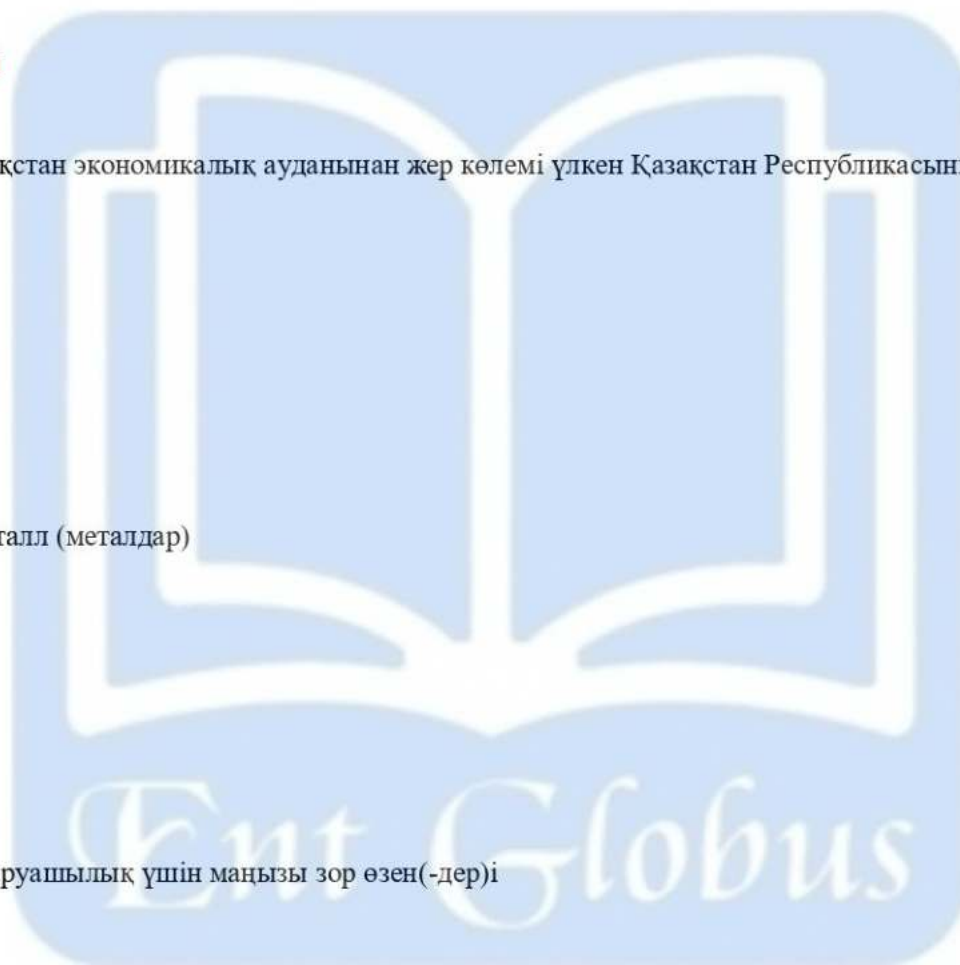 қстан экономикалық ауданынан жер көлемі үлкен Қазақстан Республикасын
талл (металдар)
руашылық үшін маңызы зор өзен(-дер)і
Ent Globus